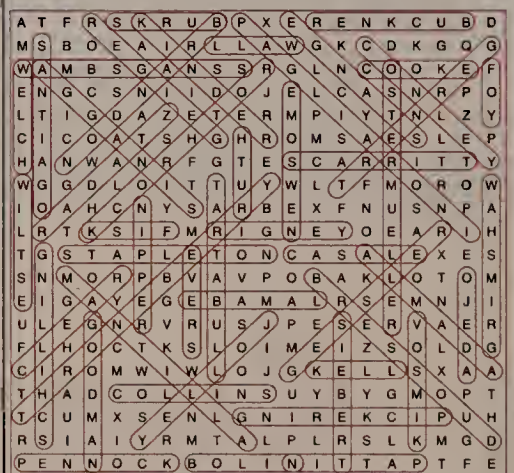 A T F R S K R U B P X E R E N K C U B D
M S B O E A I R L L A W G K C D K G Q G
W A M B S G A N S S R G L N C O O K E F
E N G C S N I I D O J E L C A S N R P O
L T I G D A Z E T E R M P I Y T N L Z Y
C I C O A T S H G H R O M S A E S L E P
H A N W A N R F G T E S C A R R I T T Y
W G G D L O I T T U Y W L T F M O R O W
I O A H C N Y S A R B E X F N U S N P A
L R T K S I F M R I G N E Y O E A R I H
T G S T A P L E T O N C A S A L E X E S
S N M O R P B V A V P O B A K L O T O M
E I G A Y E G E B A M A L R S E M N J I
U L E G N R V R U S J P E S E R V A E R
F L H O C T K S L O I M E I Z S O L D G
C I R O M W I W L O J G K E L L S X A A
T H A D C O L L I N S U Y B Y G M O P T
T C U M X S E N L G N I R E K C I P U H
R S I A I Y R M T A L P L R S L K M G D
P E N N O C K B O L I N I T T A P T F E